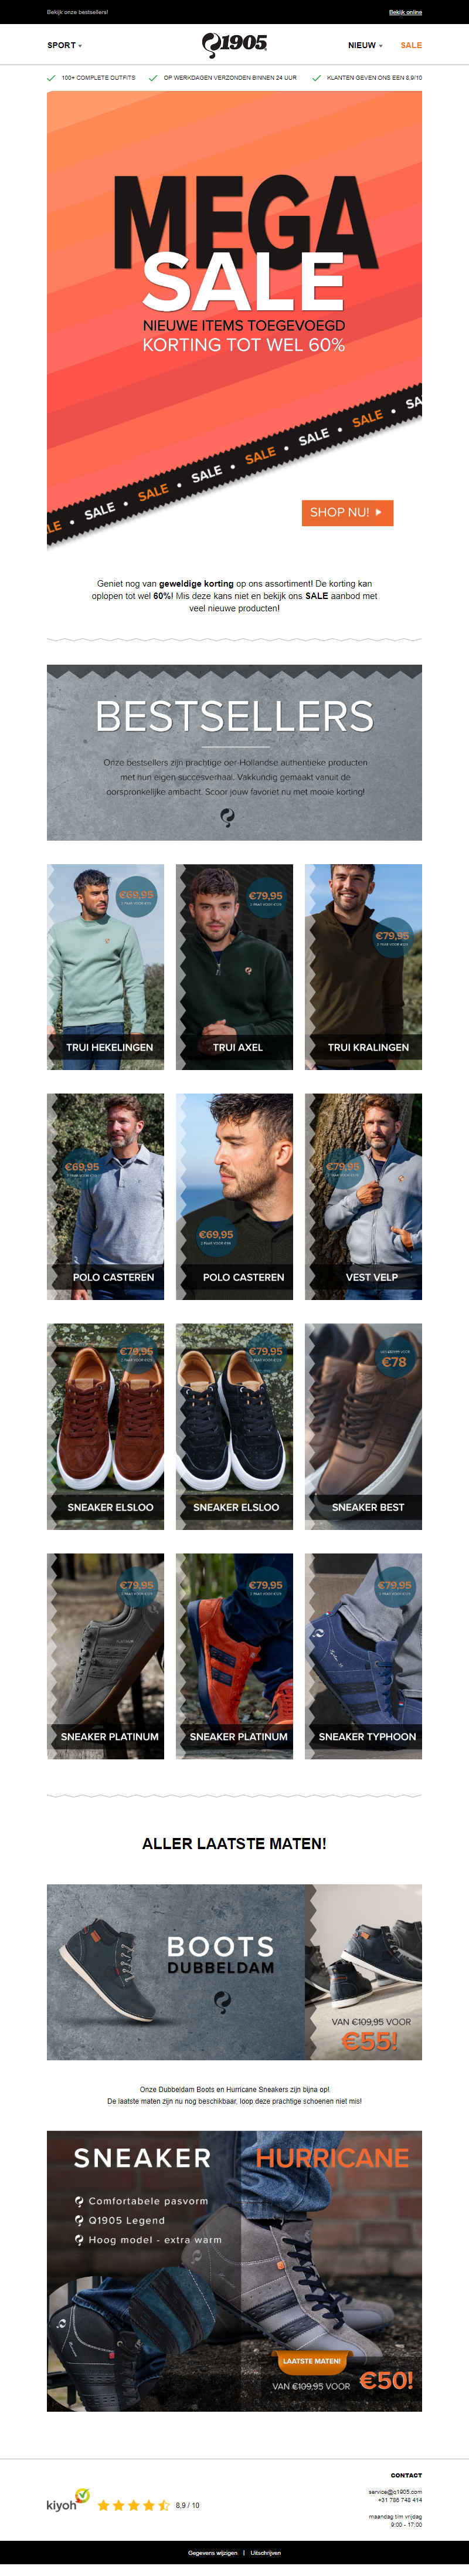 Bekijk onze bestsellers!
Bekijk online
SPORT
Q1905
NIEUW
SALE
100+ COMPLETE OUTFITS
OP WERKDAGEN VERZONDEN BINNEN 24 UUR
KLANTEN GEVEN ONS EEN 8,9/10
MEGA
SALE
NIEUWE ITEMS TOEGEVOEGD
KORTING TOT WEL 60%
SALE • SALE • SALE • SALE • SALE • SALE • SALE • SA
SHOP NU!
Geniet nog van geweldige korting op ons assortiment! De korting kan
oplopen tot wel 60%! Mis deze kans niet en bekijk ons SALE aanbod met
veel nieuwe producten!
BESTSELLERS
Onze bestsellers zijn prachtige oer-Hollandse authentieke producten
met hun eigen succesverhaal. Vakkundig gemaakt vanuit de
oorspronkelijke ambacht. Scoor jouw favoriet nu met mooie korting!
€69,95
TRUI HEKELINGEN
€79,95
TRUI AXEL
€79,95
TRUI KRALINGEN
€69,95
POLO CASTEREN
€69,95
POLO CASTEREN
€79,95
VEST VELP
€79,95
SNEAKER ELSLOO
€79,95
SNEAKER ELSLOO
€78
SNEAKER BEST
€79,95
SNEAKER PLATINUM
€79,95
SNEAKER PLATINUM
€79,95
SNEAKER TYPHOON
ALLER LAATSTE MATEN!
BOOTS
DUBBELDAM
VAN €109,95 VOOR
€55!
Onze Dubbeldam Boots en Hurricane Sneakers zijn bijna op!
De laatste maten zijn nu nog beschikbaar, loop deze prachtige schoenen niet mis!
SNEAKER HURRICANE
Comfortabele pasvorm
Q1905 Legend
Hoog model - extra warm
LAATSTE MATEN!
VAN €109,95 VOOR €50!
CONTACT
service@q1905.com
+31 786 748 414
maandag t/m vrijdag
9:00 - 17:00
kiyoh
8,9 / 10
Gegevens wijzigen | Uitschrijven